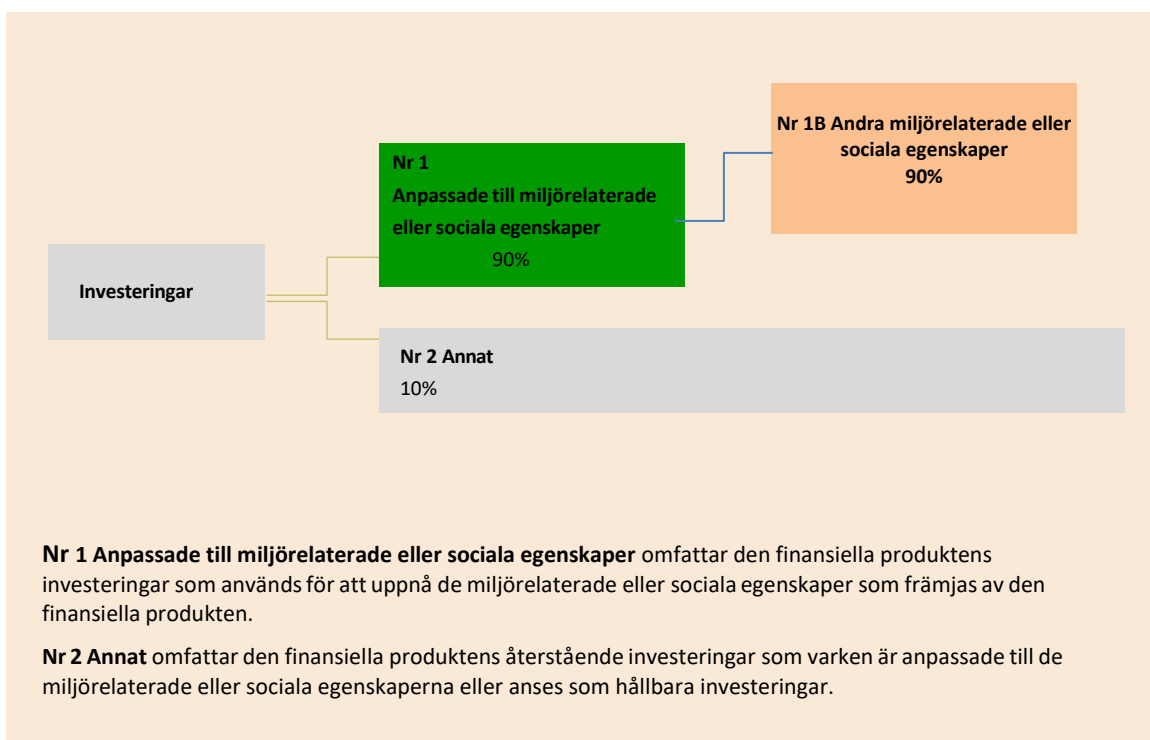 Nr 1B Andra miljörelaterade eller
sociala egenskaper
90%
Nr 1
Anpassade till miljörelaterade
eller sociala egenskaper
90%
Investeringar
Nr 2 Annat
10%
Nr 1 Anpassade till miljörelaterade eller sociala egenskaper omfattar den finansiella produktens
investeringar som används för att uppnå de miljörelaterade eller sociala egenskaper som främjas av den
finansiella produkten.
Nr 2 Annat omfattar den finansiella produktens återstående investeringar som varken är anpassade till de
miljörelaterade eller sociala egenskaperna eller anses som hållbara investeringar.